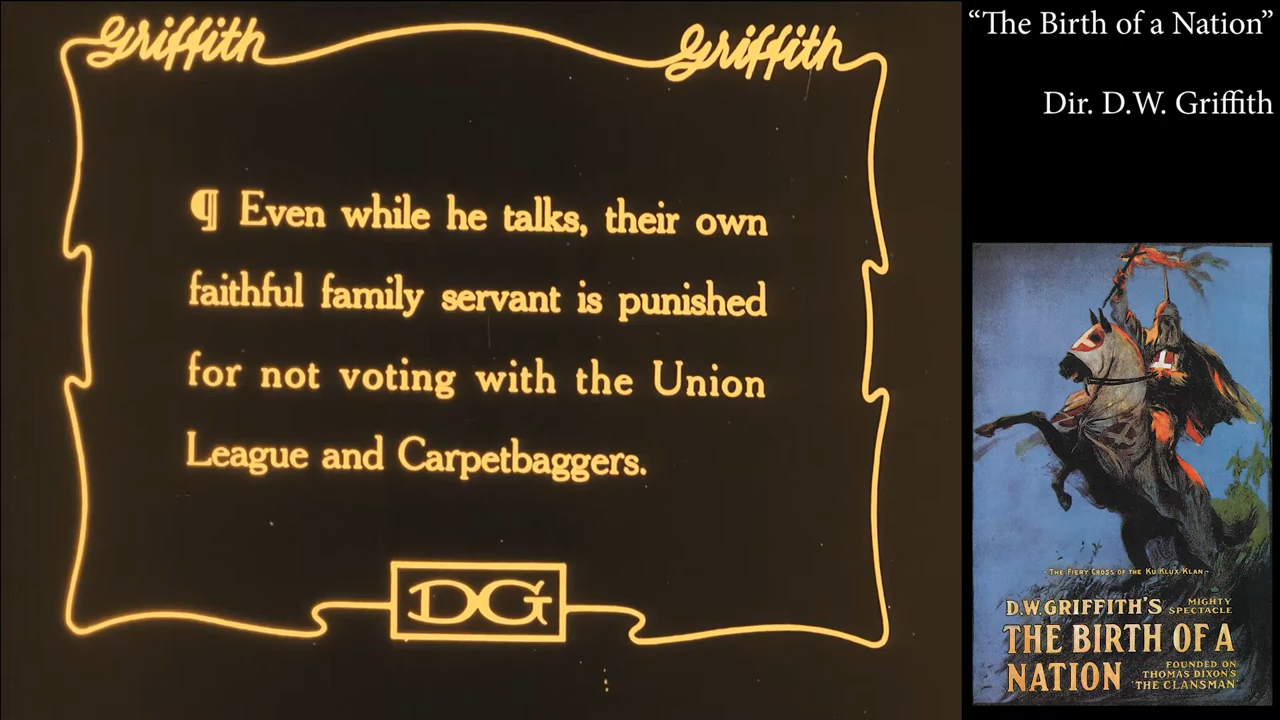 Griffith Griffith
¶ Even while he talks, their own
faithful family servant is punished
for not voting with the Union
League and Carpetbaggers.
DG
“The Birth of a Nation”
Dir. D.W. Griffith
-The Fiery Cross of the Ku Klux Klan-
D.W. GRIFFITH'S MIGHTY SPECTACLE
THE BIRTH OF A
NATION
FOUNDED ON
THOMAS DIXON'S
'THE CLANSMAN'